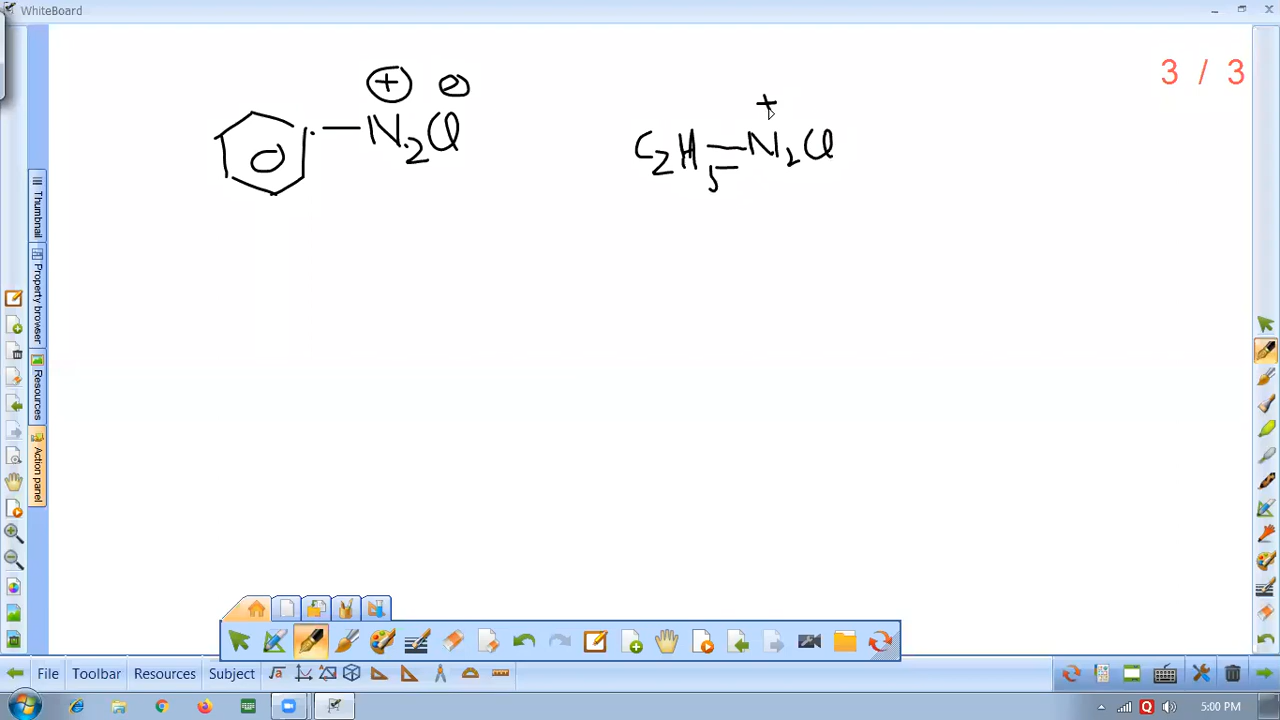 WhiteBoard
3 / 3
+ -
N2Cl
+
C2H5—N2Cl
Thumbnail
Property browser
Resources
Action panel
File Toolbar Resources Subject
5:00 PM